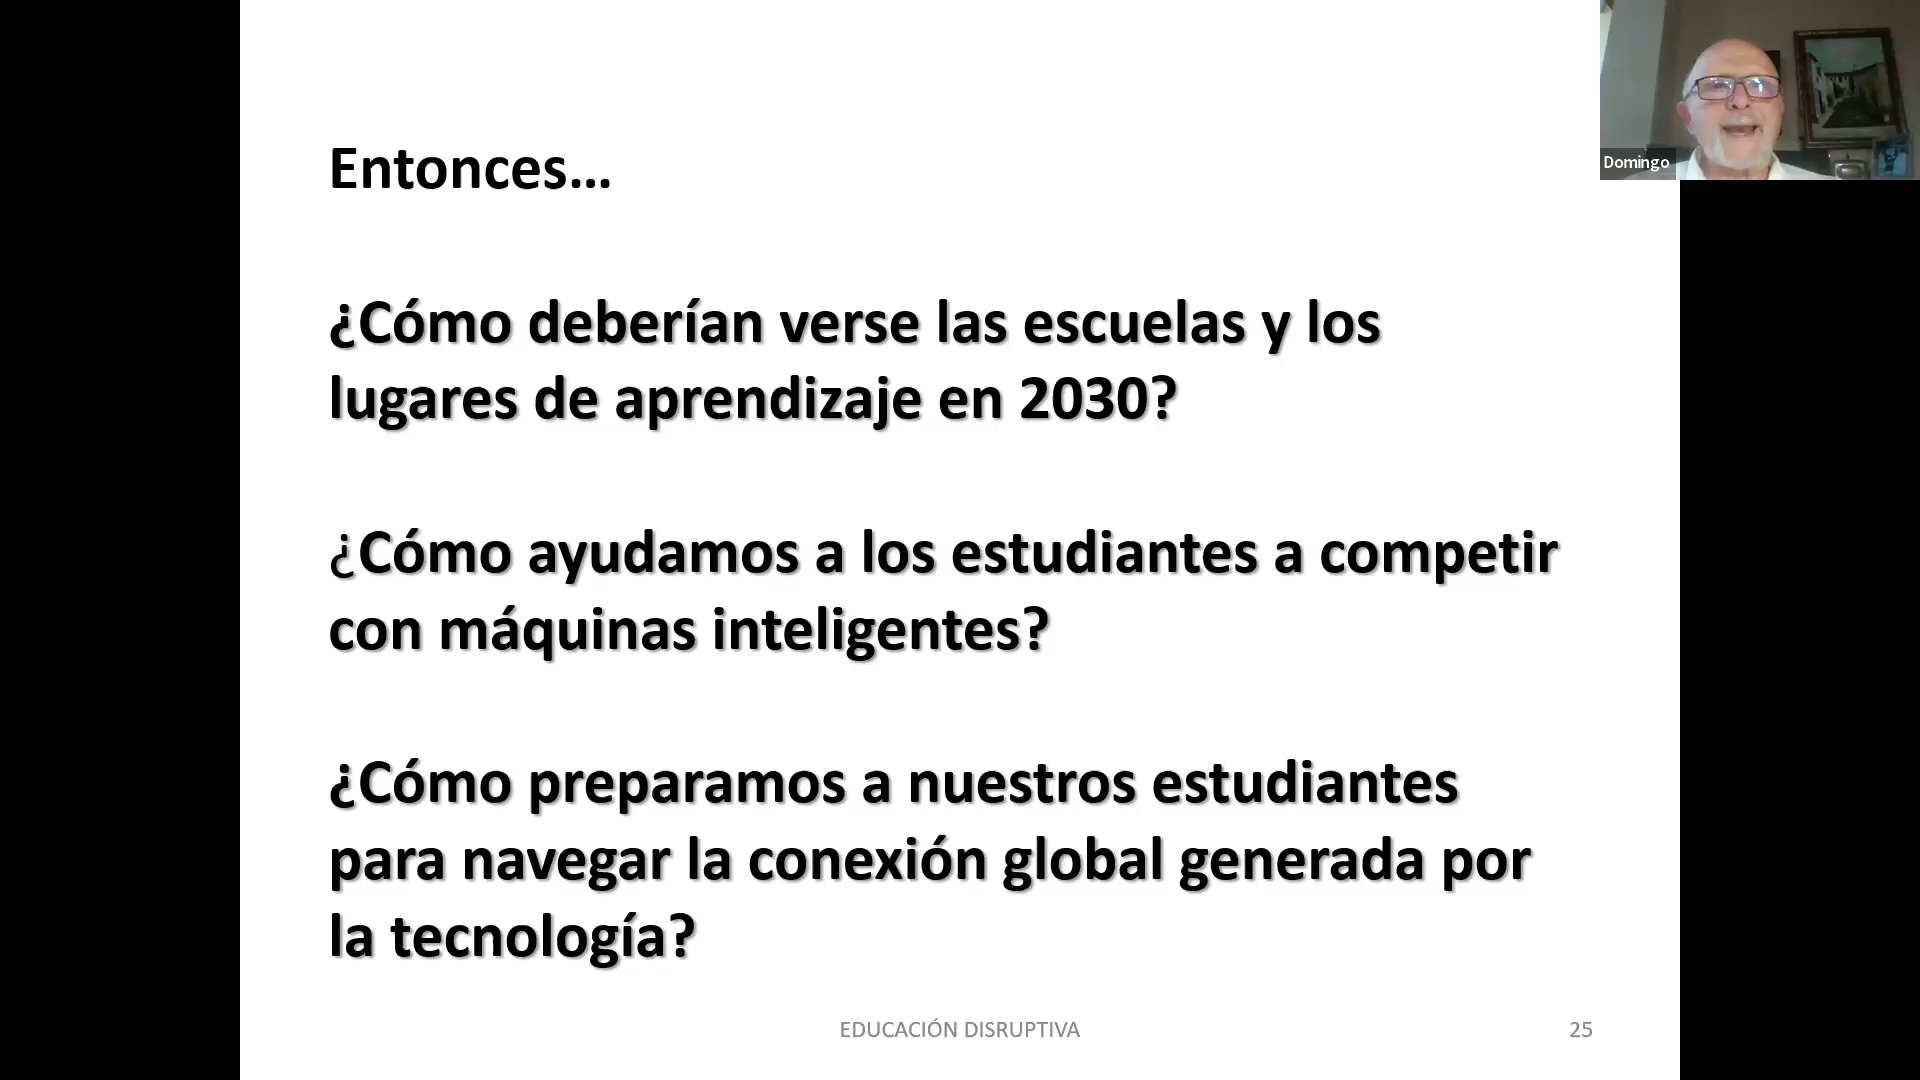 Entonces…
¿Cómo deberían verse las escuelas y los
lugares de aprendizaje en 2030?
¿Cómo ayudamos a los estudiantes a competir
con máquinas inteligentes?
¿Cómo preparamos a nuestros estudiantes
para navegar la conexión global generada por
la tecnología?
EDUCACIÓN DISRUPTIVA
25
Domingo